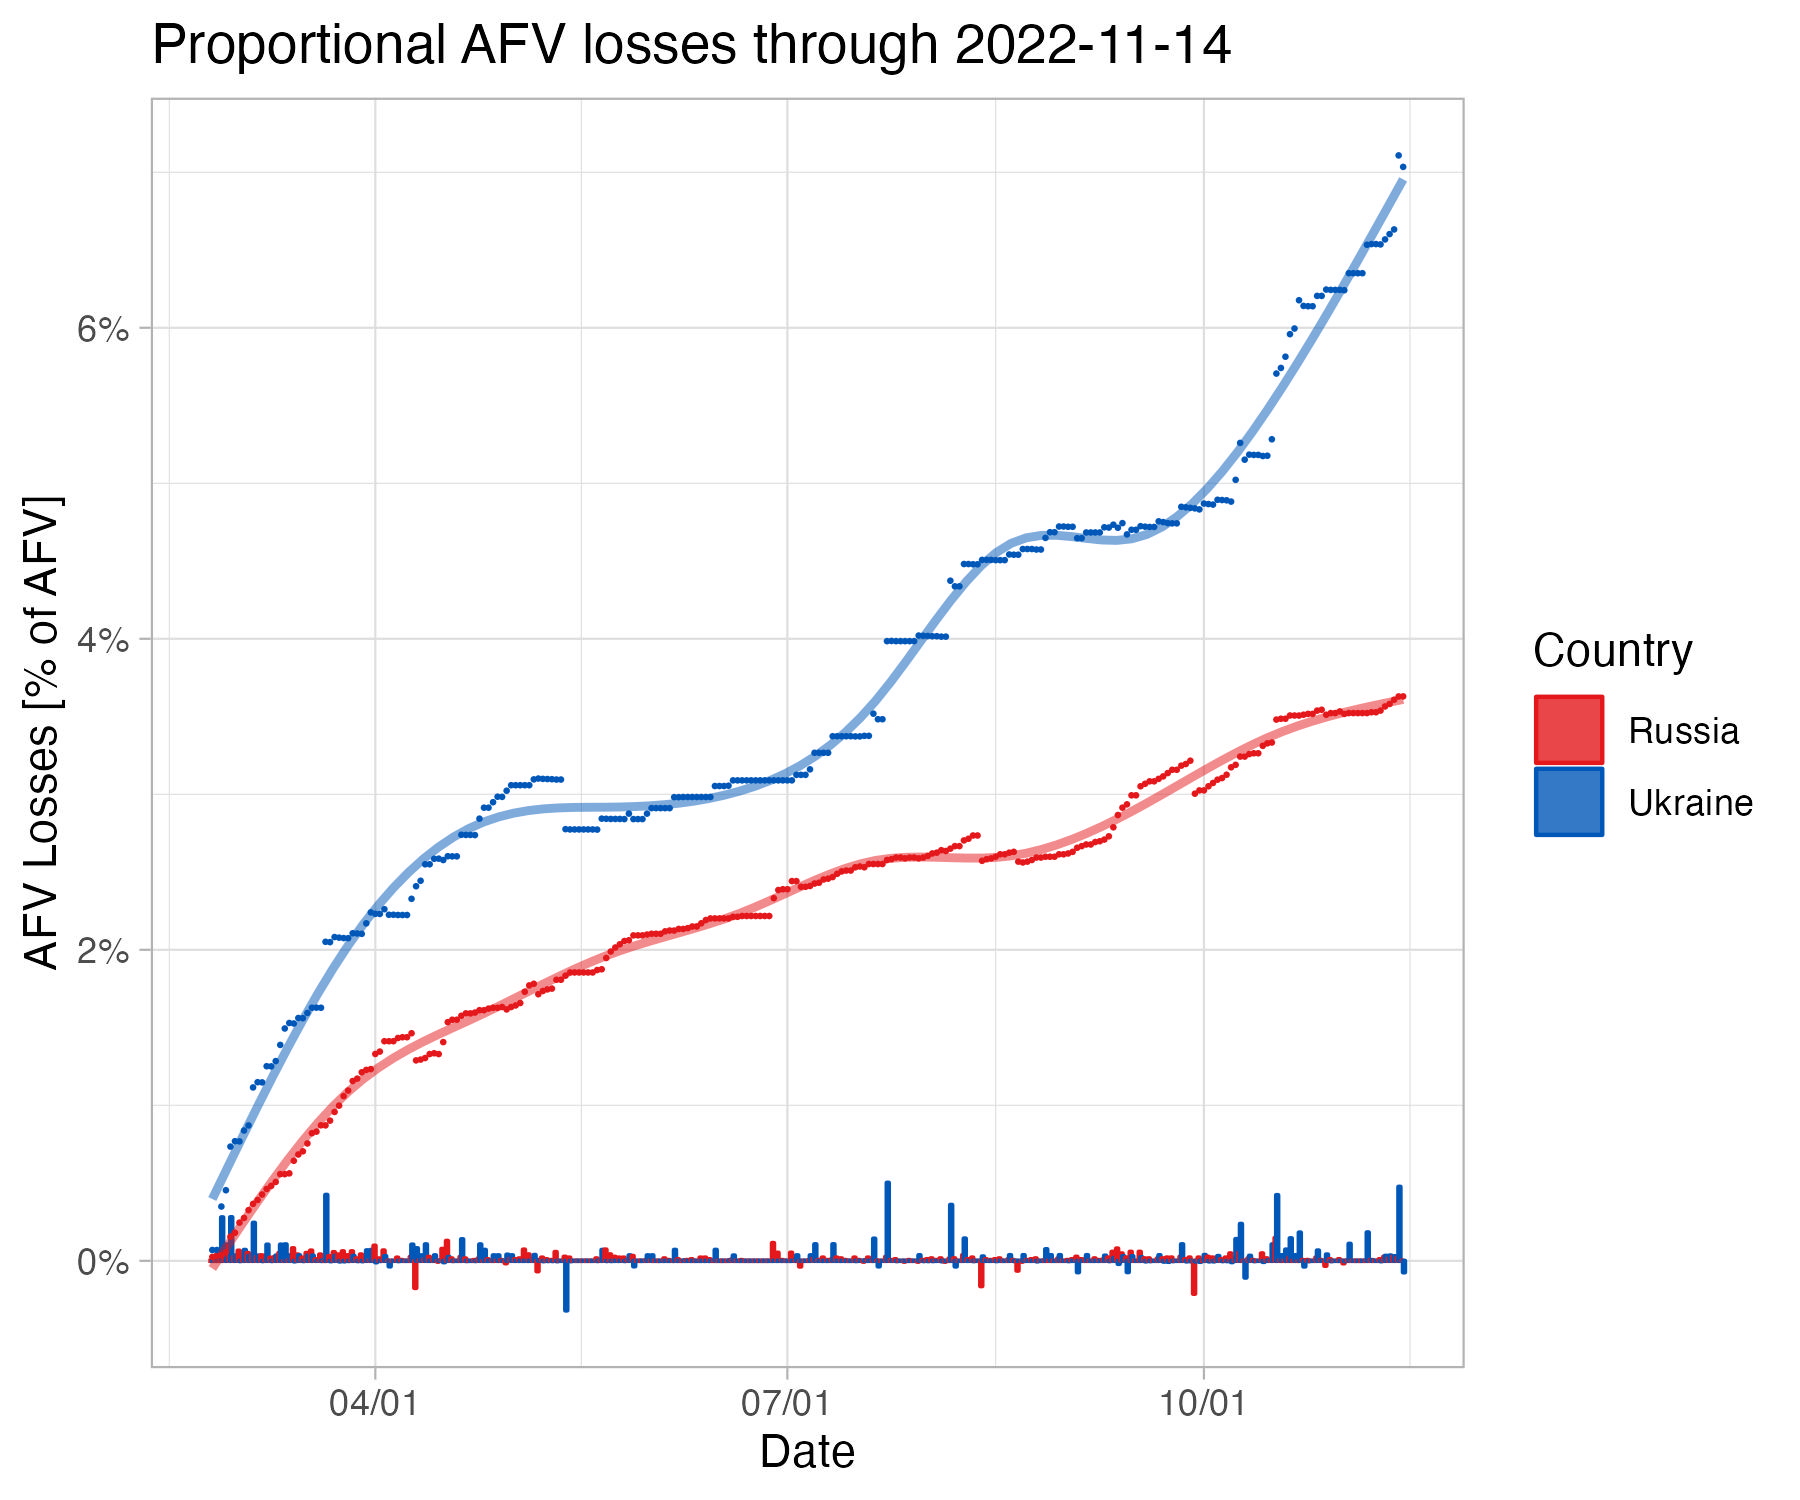 Proportional AFV losses through 2022-11-14
AFV Losses [% of AFV]
6%
4%
2%
0%
04/01
07/01
10/01
Date
Country
Russia
Ukraine